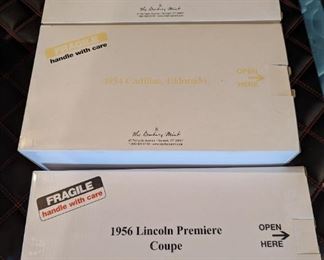 The Danbury Mint
FRAGILE
handle with care
1954 Cadillac Eldorado
OPEN
HERE
The Danbury Mint
FRAGILE
handle with care
1956 Lincoln Premiere
Coupe
OPEN
HERE